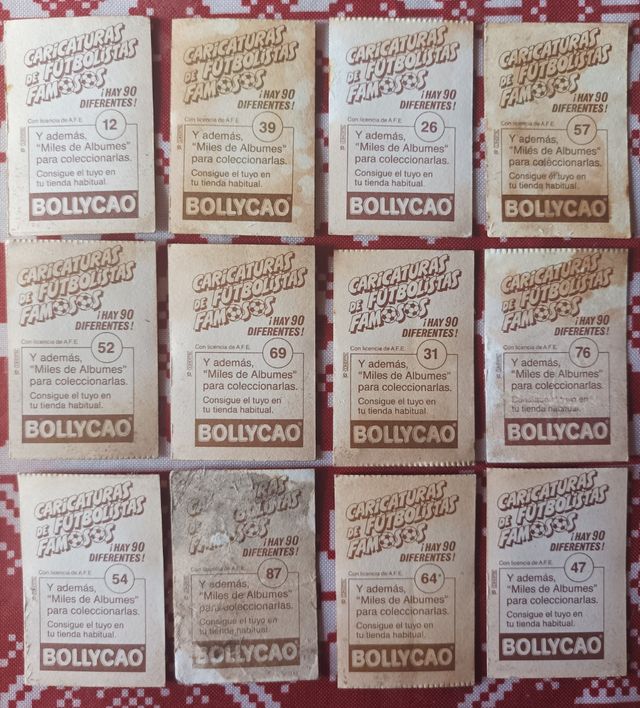 CARICATURAS
DE FUTBOLISTAS
FAMOSOS
¡HAY 90
DIFERENTES!
Con licencia de A.F.E.
12
Y además,
"Miles de Albumes"
para coleccionarlas.
Consigue el tuyo en
tu tienda habitual.
BOLLYCAO
CARICATURAS
DE FUTBOLISTAS
FAMOSOS
¡HAY 90
DIFERENTES!
Con licencia de A.F.E.
39
Y además,
"Miles de Albumes"
para coleccionarlas.
Consigue el tuyo en
tu tienda habitual.
BOLLYCAO
CARICATURAS
DE FUTBOLISTAS
FAMOSOS
¡HAY 90
DIFERENTES!
Con licencia de A.F.E.
26
Y además,
"Miles de Albumes"
para coleccionarlas.
Consigue el tuyo en
tu tienda habitual.
BOLLYCAO
CARICATURAS
DE FUTBOLISTAS
FAMOSOS
¡HAY 90
DIFERENTES!
Con licencia de A.F.E.
57
Y además,
"Miles de Albumes"
para coleccionarlas.
Consigue el tuyo en
tu tienda habitual.
BOLLYCAO
CARICATURAS
DE FUTBOLISTAS
FAMOSOS
¡HAY 90
DIFERENTES!
Con licencia de A.F.E.
52
Y además,
"Miles de Albumes"
para coleccionarlas.
Consigue el tuyo en
tu tienda habitual.
BOLLYCAO
CARICATURAS
DE FUTBOLISTAS
FAMOSOS
¡HAY 90
DIFERENTES!
Con licencia de A.F.E.
69
Y además,
"Miles de Albumes"
para coleccionarlas.
Consigue el tuyo en
tu tienda habitual.
BOLLYCAO
CARICATURAS
DE FUTBOLISTAS
FAMOSOS
¡HAY 90
DIFERENTES!
Con licencia de A.F.E.
31
Y además,
"Miles de Albumes"
para coleccionarlas.
Consigue el tuyo en
tu tienda habitual.
BOLLYCAO
CARICATURAS
DE FUTBOLISTAS
FAMOSOS
¡HAY 90
DIFERENTES!
Con licencia de A.F.E.
76
Y además,
"Miles de Albumes"
para coleccionarlas.
Consigue el tuyo en
tu tienda habitual.
BOLLYCAO
CARICATURAS
DE FUTBOLISTAS
FAMOSOS
¡HAY 90
DIFERENTES!
Con licencia de A.F.E.
54
Y además,
"Miles de Albumes"
para coleccionarlas.
Consigue el tuyo en
tu tienda habitual.
BOLLYCAO
¡HAY 90
DIFERENTES!
Con licencia de A.F.E.
87
Y además,
"Miles de Albumes"
para coleccionarlas.
Consigue el tuyo en
tu tienda habitual.
BOLLYCAO
CARICATURAS
DE FUTBOLISTAS
FAMOSOS
¡HAY 90
DIFERENTES!
Con licencia de A.F.E.
64*
Y además,
"Miles de Albumes"
para coleccionarlas.
Consigue el tuyo en
tu tienda habitual.
BOLLYCAO
CARICATURAS
DE FUTBOLISTAS
FAMOSOS
¡HAY 90
DIFERENTES!
Con licencia de A.F.E.
47
Y además,
"Miles de Albumes"
para coleccionarlas.
Consigue el tuyo en
tu tienda habitual.
BOLLYCAO